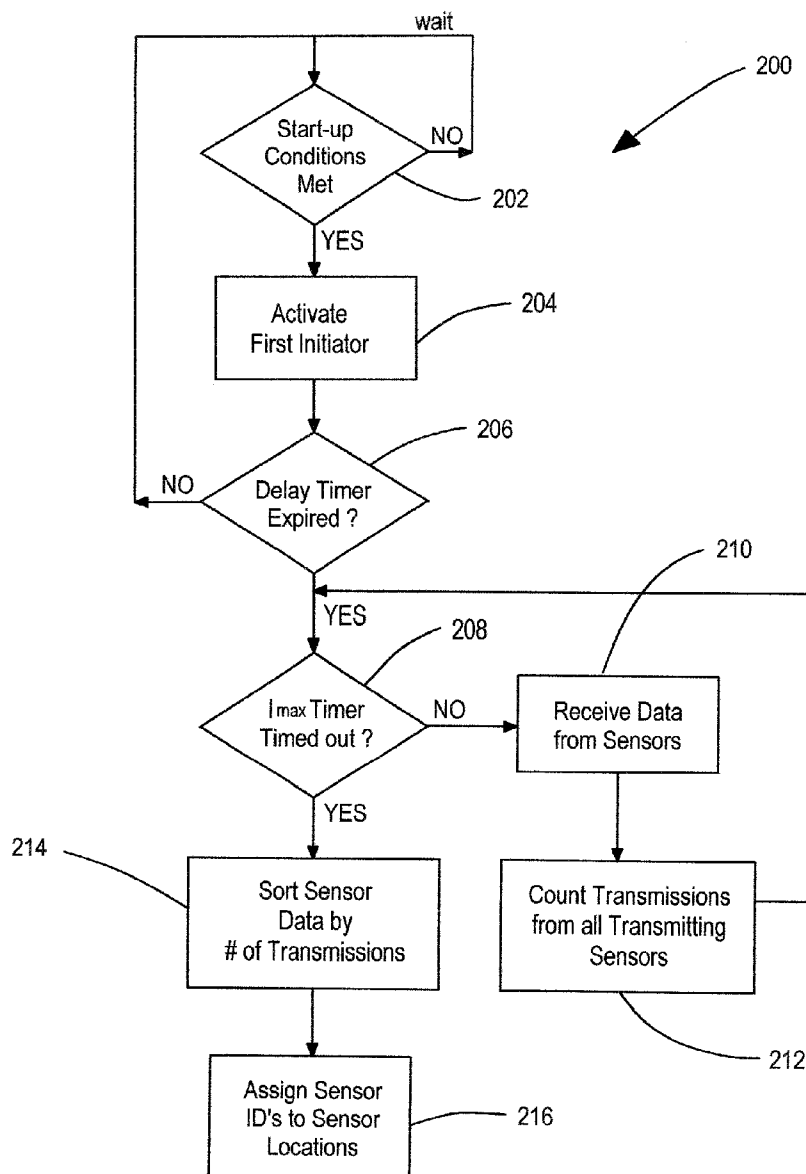 wait
200
Start-up
Conditions
Met
NO
202
YES
Activate
First Initiator
204
206
NO
Delay Timer
Expired ?
210
YES
208
Imax Timer
Timed out ?
NO
Receive Data
from Sensors
YES
214
Sort Sensor
Data by
# of Transmissions
Count Transmissions
from all Transmitting
Sensors
212
Assign Sensor
ID's to Sensor
Locations
216